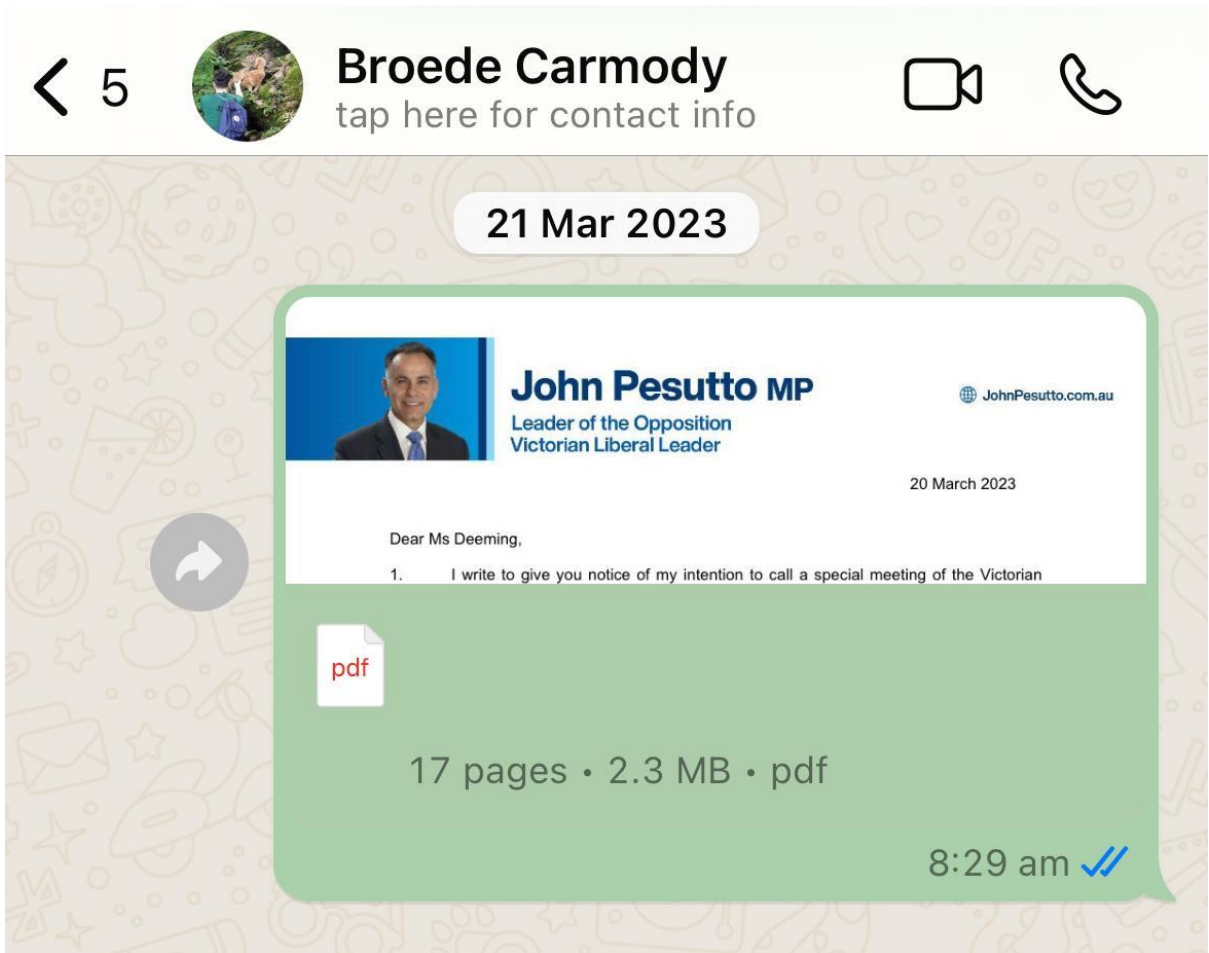 5
Broede Carmody
tap here for contact info
21 Mar 2023
John Pesutto MP
JohnPesutto.com.au
Leader of the Opposition
Victorian Liberal Leader
20 March 2023
Dear Ms Deeming,
1. I write to give you notice of my intention to call a special meeting of the Victorian
pdf
17 pages • 2.3 MB • pdf
8:29 am